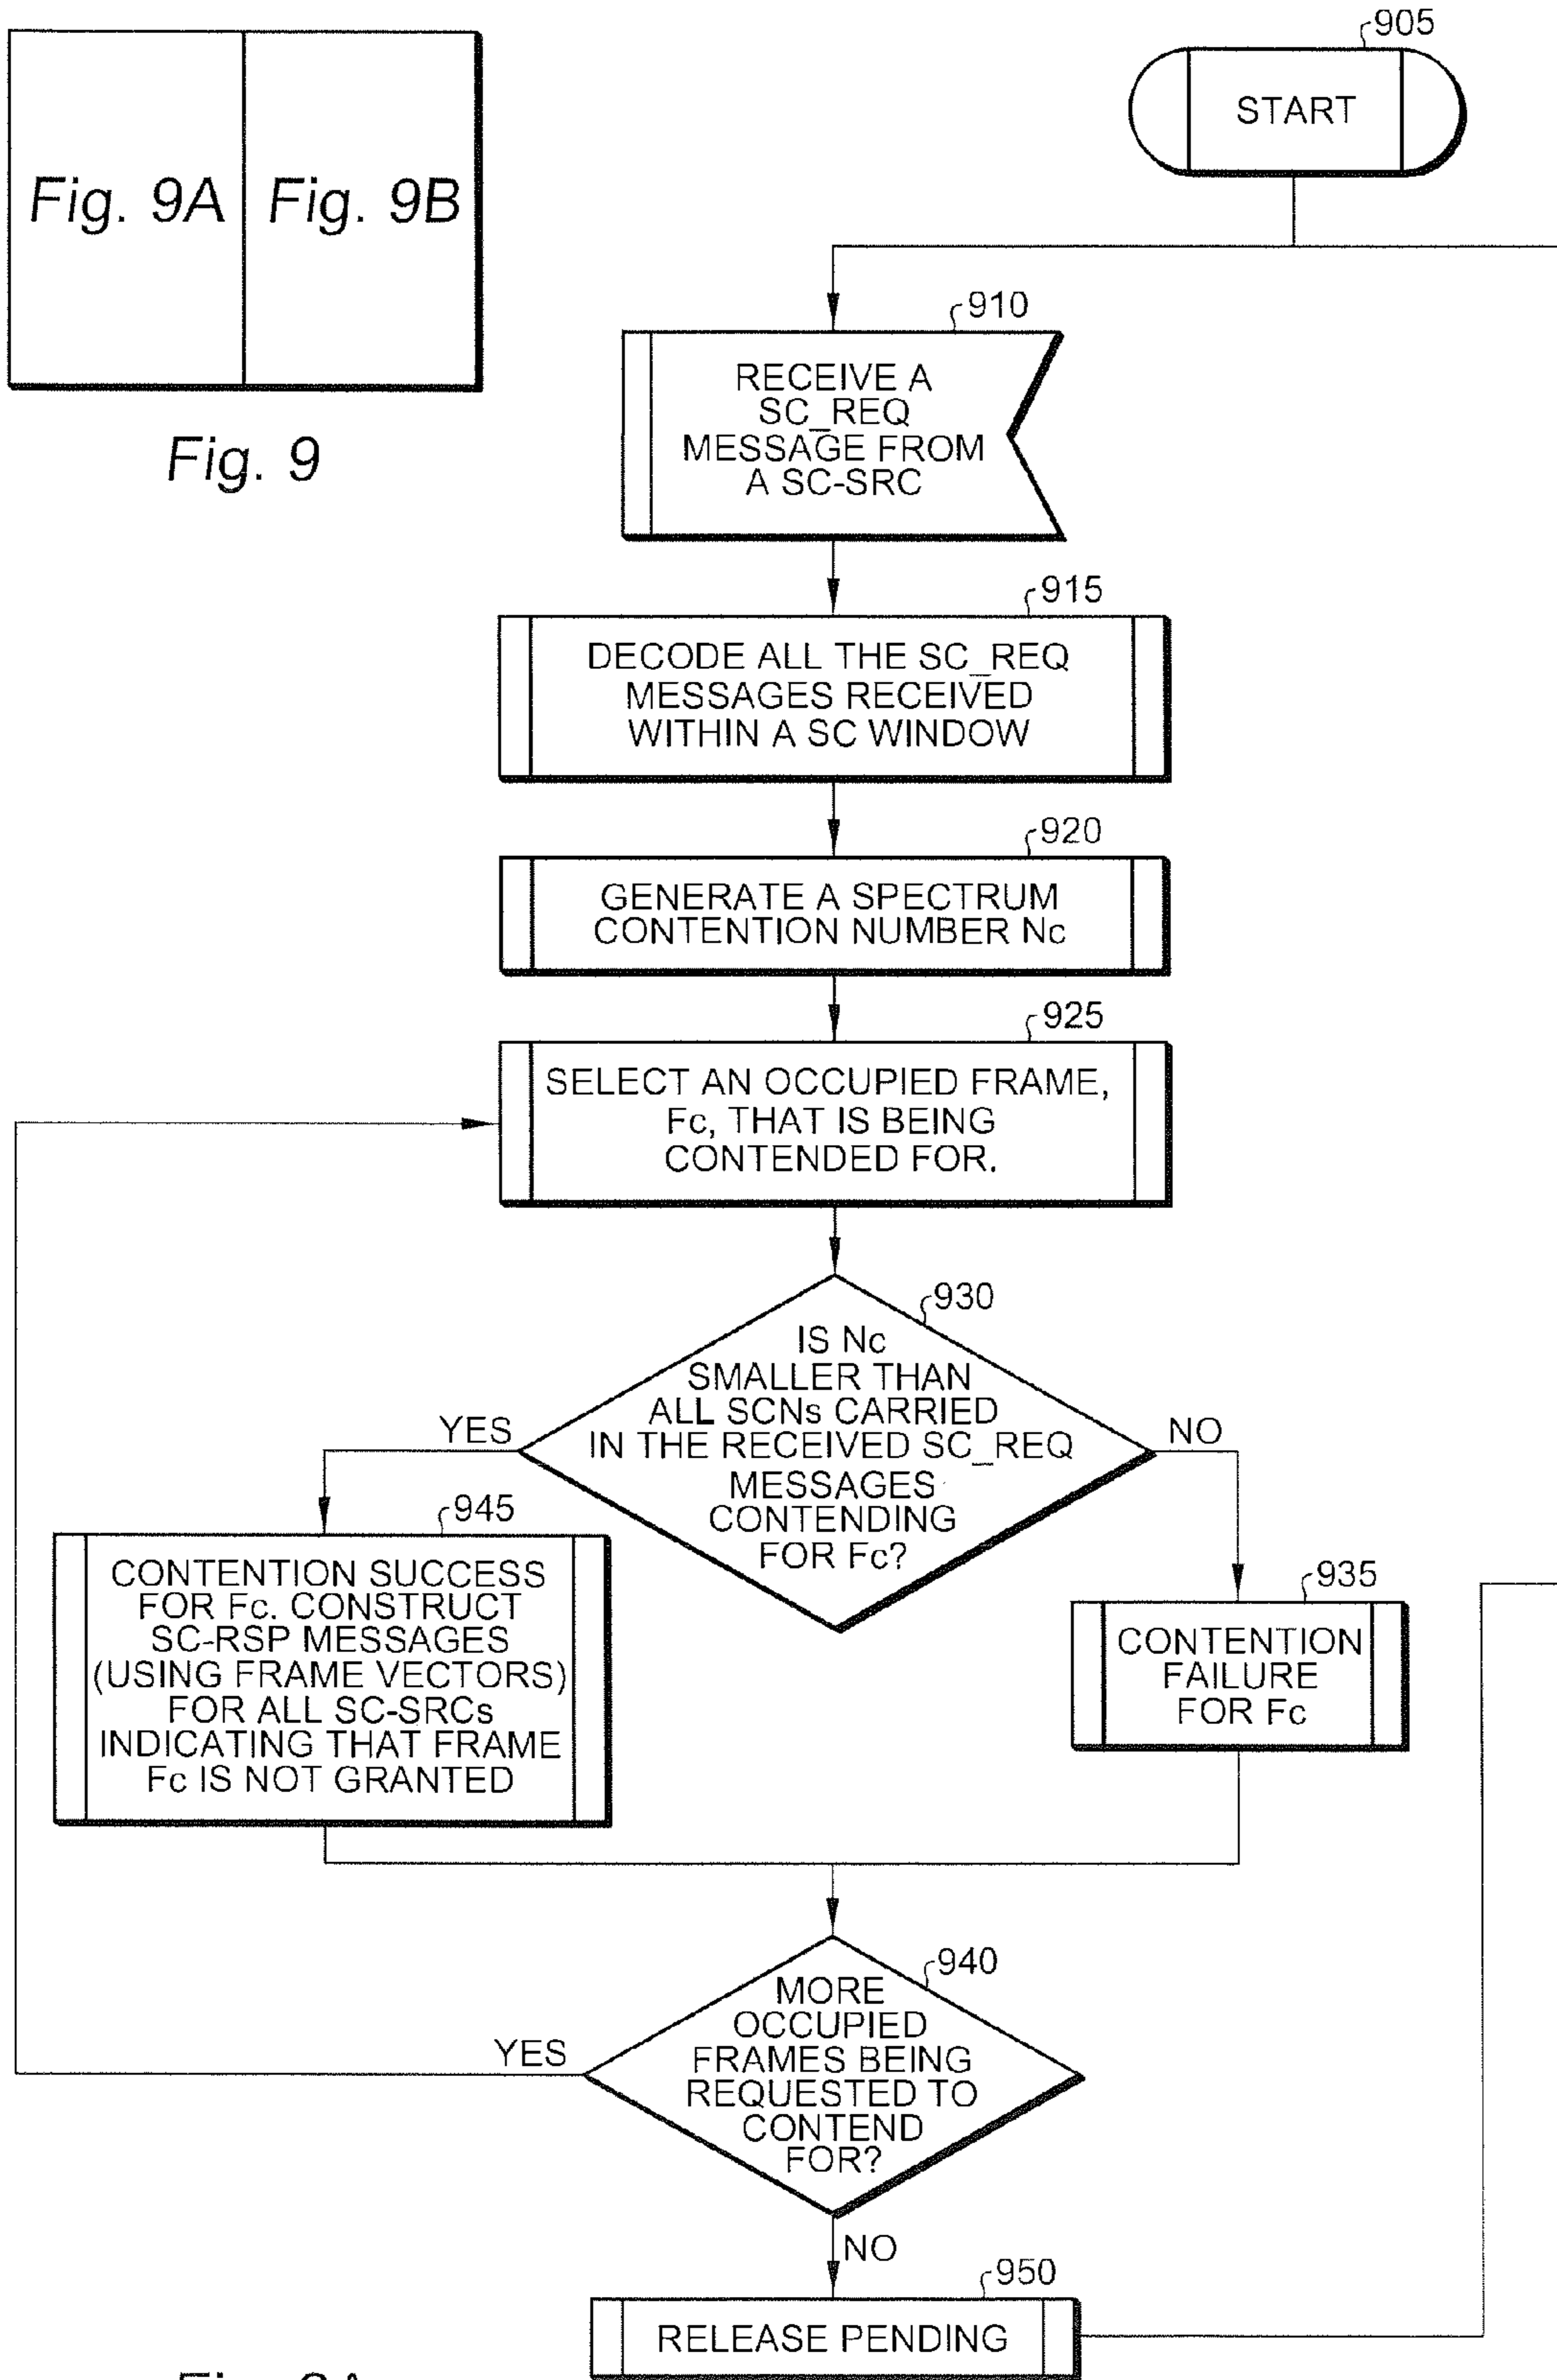 Fig. 9A
Fig. 9B
Fig. 9
905
START
910
RECEIVE A
SC_REQ
MESSAGE FROM
A SC-SRC
915
DECODE ALL THE SC_REQ
MESSAGES RECEIVED
WITHIN A SC WINDOW
920
GENERATE A SPECTRUM
CONTENTION NUMBER Nc
925
SELECT AN OCCUPIED FRAME,
Fc, THAT IS BEING
CONTENDED FOR.
930
IS Nc
SMALLER THAN
ALL SCNs CARRIED
IN THE RECEIVED SC_REQ
MESSAGES
CONTENDING
FOR Fc?
YES
NO
945
CONTENTION SUCCESS
FOR Fc. CONSTRUCT
SC-RSP MESSAGES
(USING FRAME VECTORS)
FOR ALL SC-SRCs
INDICATING THAT FRAME
Fc IS NOT GRANTED
935
CONTENTION
FAILURE
FOR Fc
940
MORE
OCCUPIED
FRAMES BEING
REQUESTED TO
CONTEND
FOR?
YES
NO
950
RELEASE PENDING